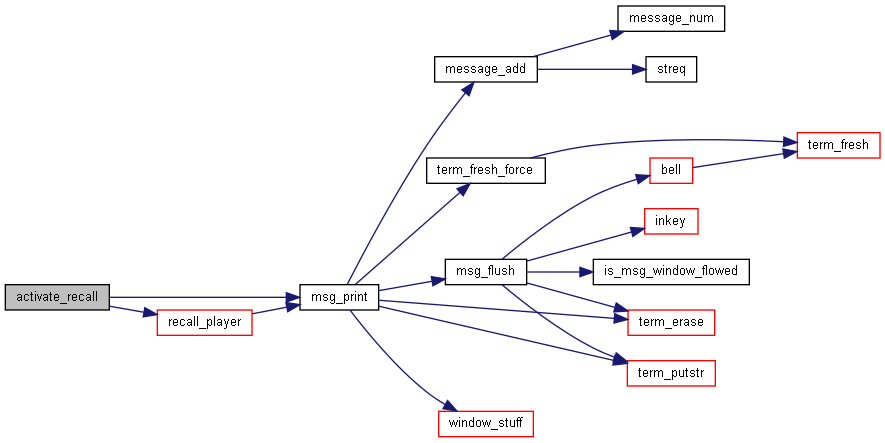 message_num
message_add
streq
term_fresh
term_fresh_force
bell
inkey
msg_flush
is_msg_window_flowed
activate_recall
msg_print
recall_player
term_erase
term_putstr
window_stuff